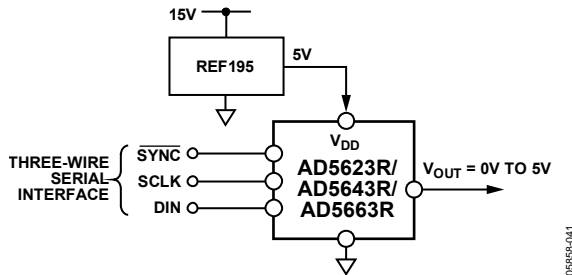 15V
REF195
5V
V_DD
THREE-WIRE
SERIAL
INTERFACE
S̅Y̅N̅C̅
SCLK
DIN
AD5623R/
AD5643R/
AD5663R
V_OUT = 0V TO 5V
05858-041